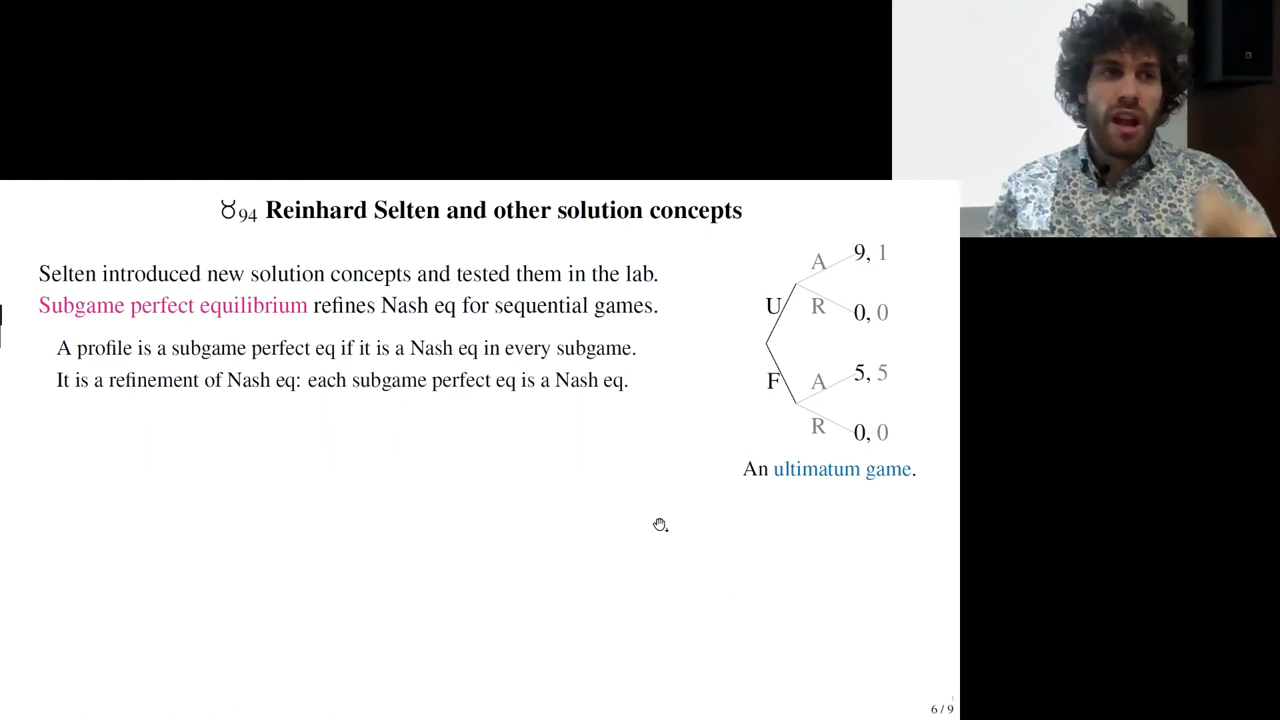 ♉94 Reinhard Selten and other solution concepts
Selten introduced new solution concepts and tested them in the lab.
Subgame perfect equilibrium refines Nash eq for sequential games.
A profile is a subgame perfect eq if it is a Nash eq in every subgame.
It is a refinement of Nash eq: each subgame perfect eq is a Nash eq.
A 9, 1
U R 0, 0
F A 5, 5
R 0, 0
An ultimatum game.
6 / 9